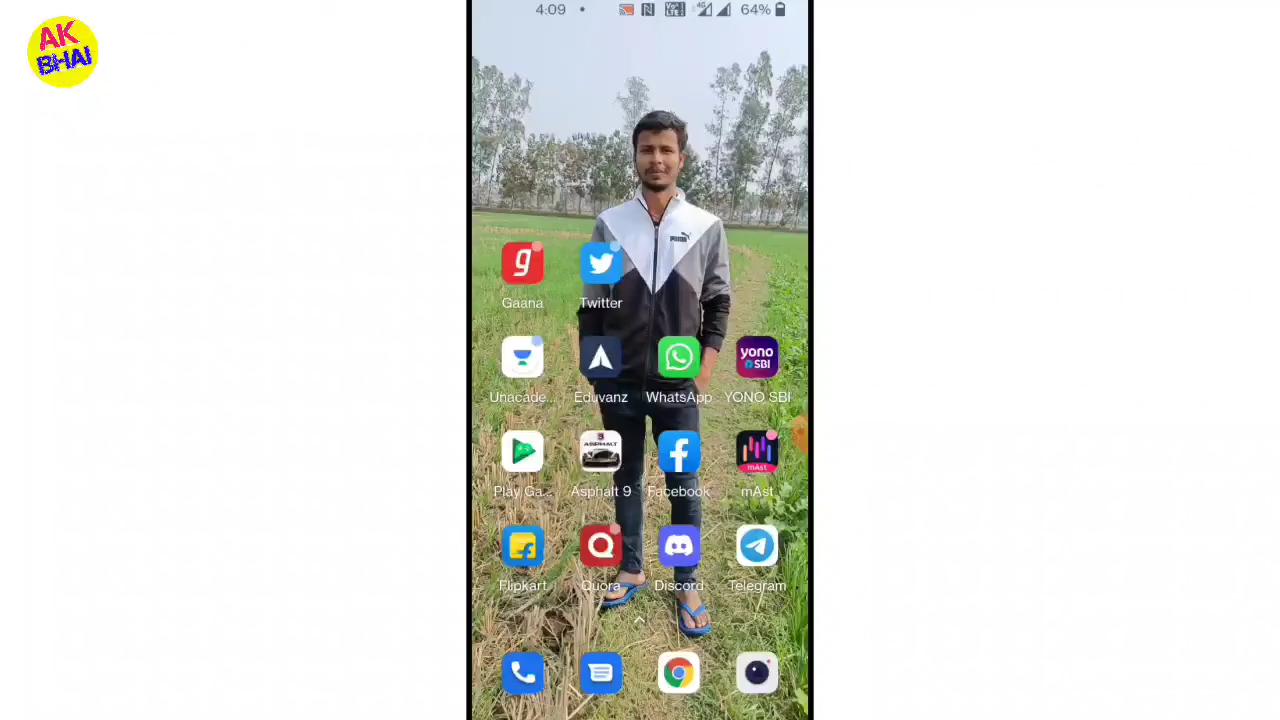 AK
BHAI
4:09 64%
PUMA
Gaana Twitter
Unacade... Eduvanz WhatsApp YONO SBI
yono
SBI
ASPHALT
Play Ga... Asphalt 9 Facebook mAst
mAst
Flipkart Quora Discord Telegram